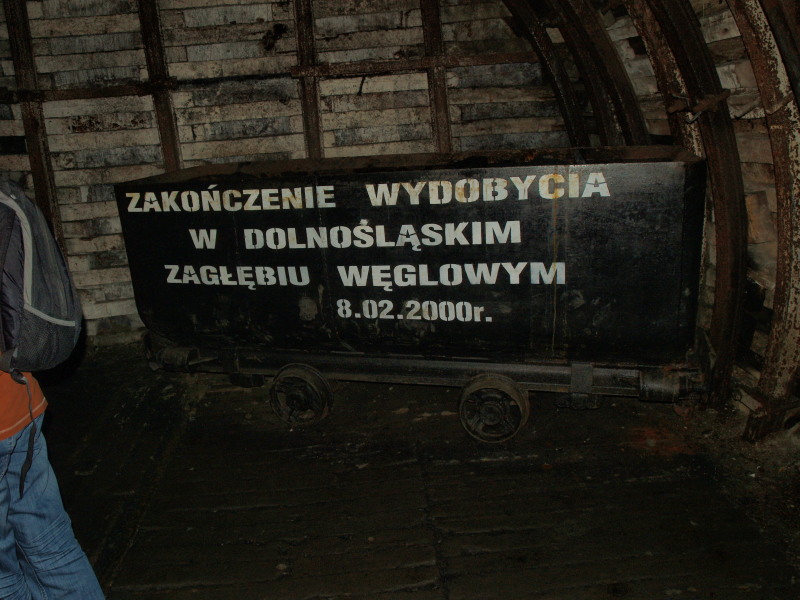 ZAKOŃCZENIE WYDOBYCIA
W DOLNOŚLĄSKIM
ZAGŁĘBIU WĘGLOWYM
8.02.2000r.